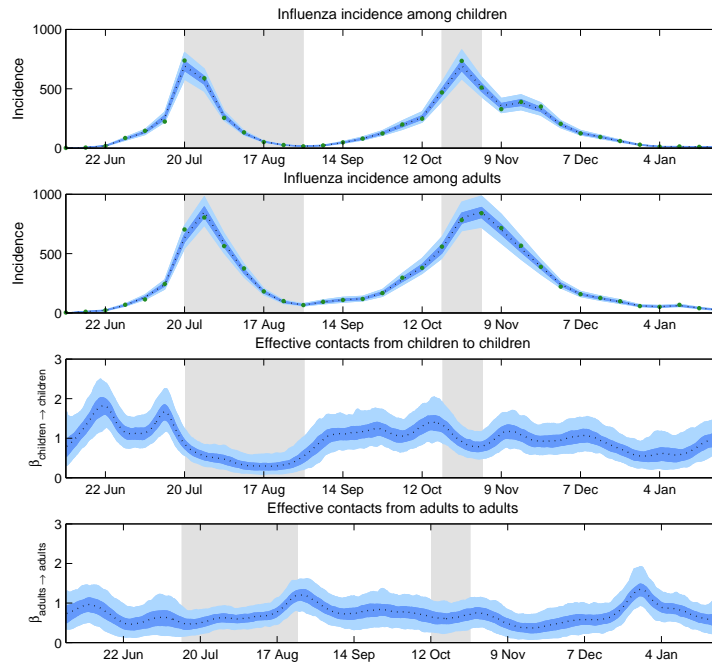 Influenza incidence among children
1000
500
0
Incidence
22 Jun 20 Jul 17 Aug 14 Sep 12 Oct 9 Nov 7 Dec 4 Jan
Influenza incidence among adults
1000
500
0
Incidence
22 Jun 20 Jul 17 Aug 14 Sep 12 Oct 9 Nov 7 Dec 4 Jan
Effective contacts from children to children
3
2
1
0
β children → children
22 Jun 20 Jul 17 Aug 14 Sep 12 Oct 9 Nov 7 Dec 4 Jan
Effective contacts from adults to adults
3
2
1
0
β adults → adults
22 Jun 20 Jul 17 Aug 14 Sep 12 Oct 9 Nov 7 Dec 4 Jan